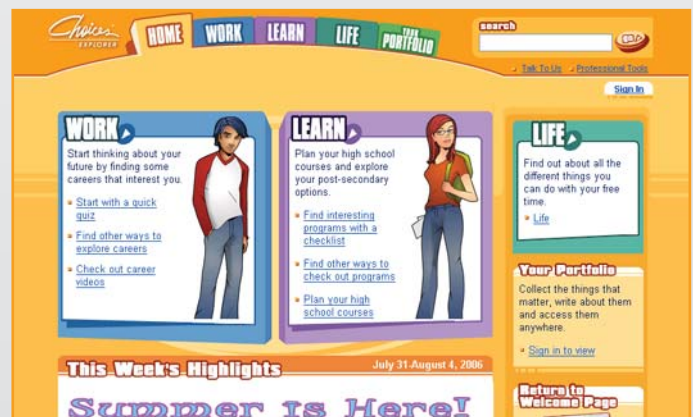 Choices
EXPLORER
HOME
WORK
LEARN
LIFE
YOUR
PORTFOLIO
search
go
Talk To Us
Professional Tools
Sign In
WORK
Start thinking about your
future by finding some
careers that interest you.
Start with a quick
quiz
Find other ways to
explore careers
Check out career
videos
LEARN
Plan your high school
courses and explore
your post-secondary
options.
Find interesting
programs with a
checklist
Find other ways to
check out programs
Plan your high
school courses
LIFE
Find out about all the
different things you
can do with your free
time.
Life
Your Portfolio
Collect the things that
matter, write about them
and access them
anywhere.
Sign in to view
Return to
Welcome Page
This Week's Highlights
July 31-August 4, 2006
Summer is Here!